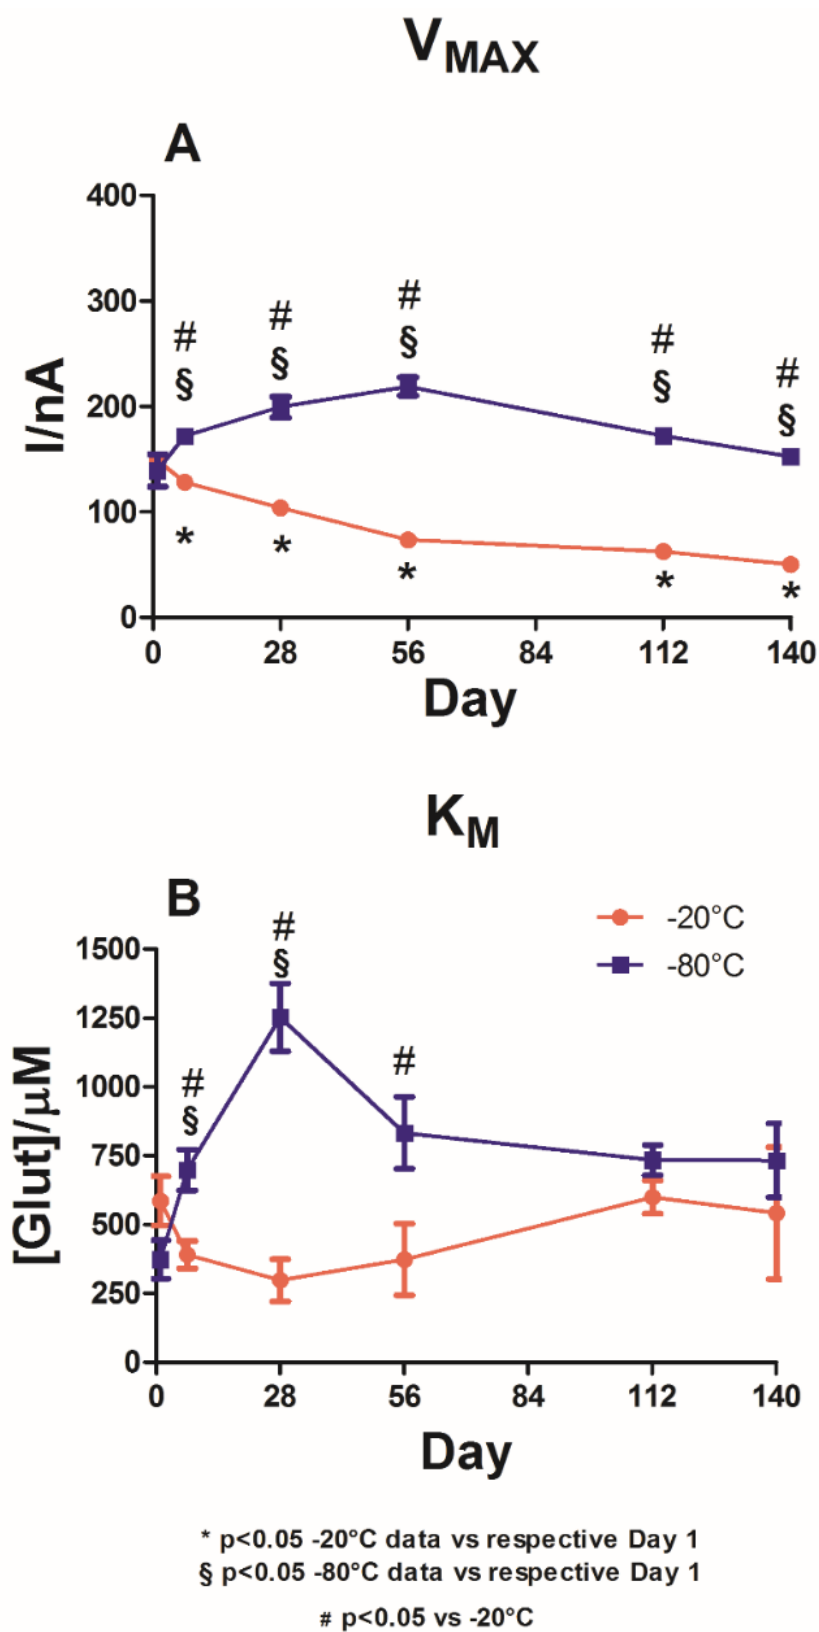 VMAX
A
400
300
200
100
0
I/nA
# # # # #
§ § § § §
* * * * *
0 28 56 84 112 140
Day
KM
B
-20°C
-80°C
1500
1250
1000
750
500
250
0
[Glut]/µM
# # #
§ §
0 28 56 84 112 140
Day
* p<0.05 -20°C data vs respective Day 1
§ p<0.05 -80°C data vs respective Day 1
# p<0.05 vs -20°C